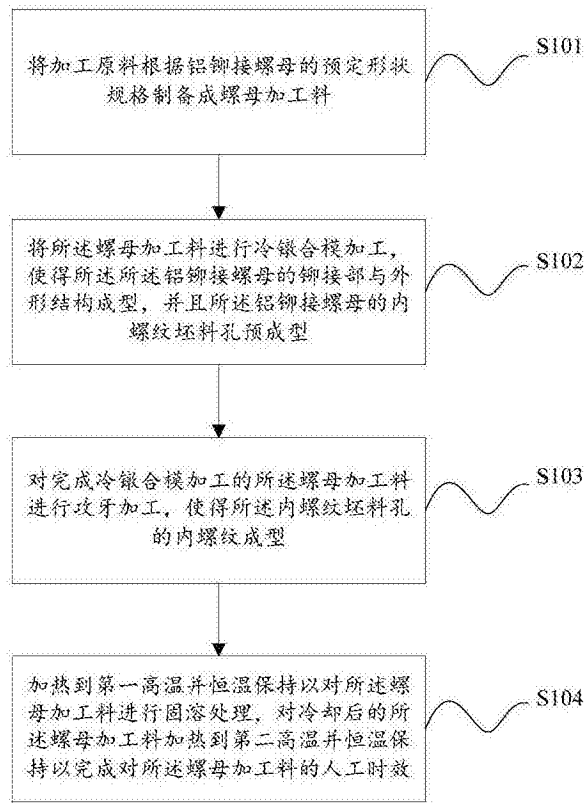 将加工原料根据铝铆接螺母的预定形状
规格制备成螺母加工料
S101
将所述螺母加工料进行冷镦合模加工，
使得所述所述铝铆接螺母的铆接部与外
形结构成型，并且所述铝铆接螺母的内
螺纹坯料孔预成型
S102
对完成冷镦合模加工的所述螺母加工料
进行攻牙加工，使得所述内螺纹坯料孔
的内螺纹成型
S103
加热到第一高温并恒温保持以对所述螺
母加工料进行固溶处理，对冷却后的所
述螺母加工料加热到第二高温并恒温保
持以完成对所述螺母加工料的人工时效
S104